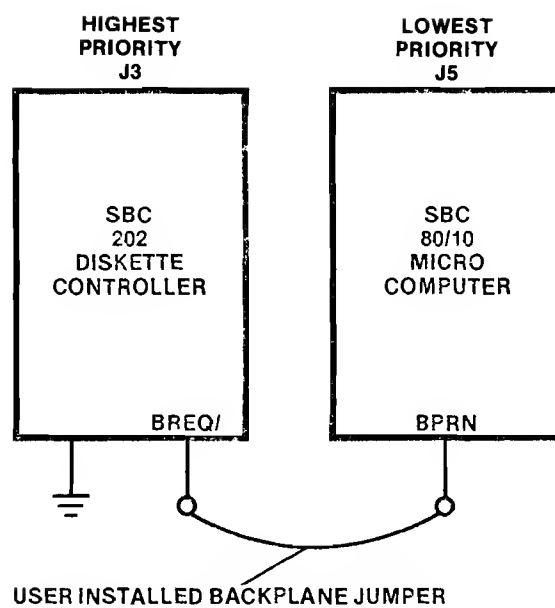 HIGHEST
PRIORITY
J3
LOWEST
PRIORITY
J5
SBC
202
DISKETTE
CONTROLLER
SBC
80/10
MICRO
COMPUTER
BREQ/
BPRN
USER INSTALLED BACKPLANE JUMPER